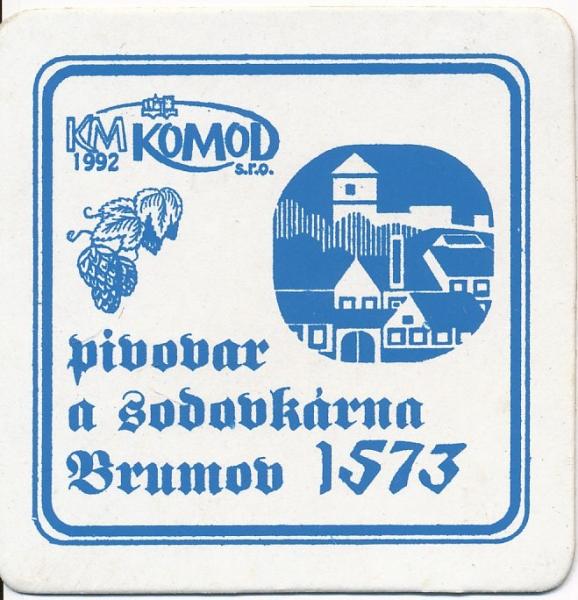 KM KOMOD
1992 s.r.o.
pivovar
a sodovkárna
Brumov 1573